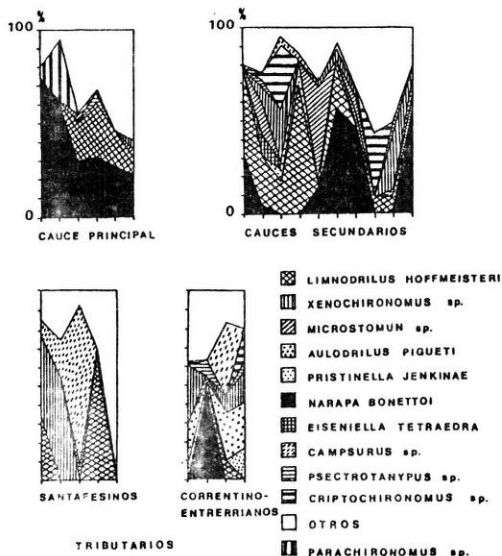 100 %
0
CAUCE PRINCIPAL
% 100
0
CAUCES SECUNDARIOS
SANTAFESINOS
CORRENTINO-
ENTRERRIANOS
TRIBUTARIOS
LIMNODRILUS HOFFMEISTERI
XENOCHIRONOMUS sp.
MICROSTOMUN sp.
AULODRILUS PIGUETI
PRISTINELLA JENKINAE
NARAPA BONETTOI
EISENIELLA TETRAEDRA
CAMPSURUS sp.
PSECTROTANYPUS sp.
CRIPTOCHIRONOMUS sp.
OTROS
PARACHIRONOMUS sp.